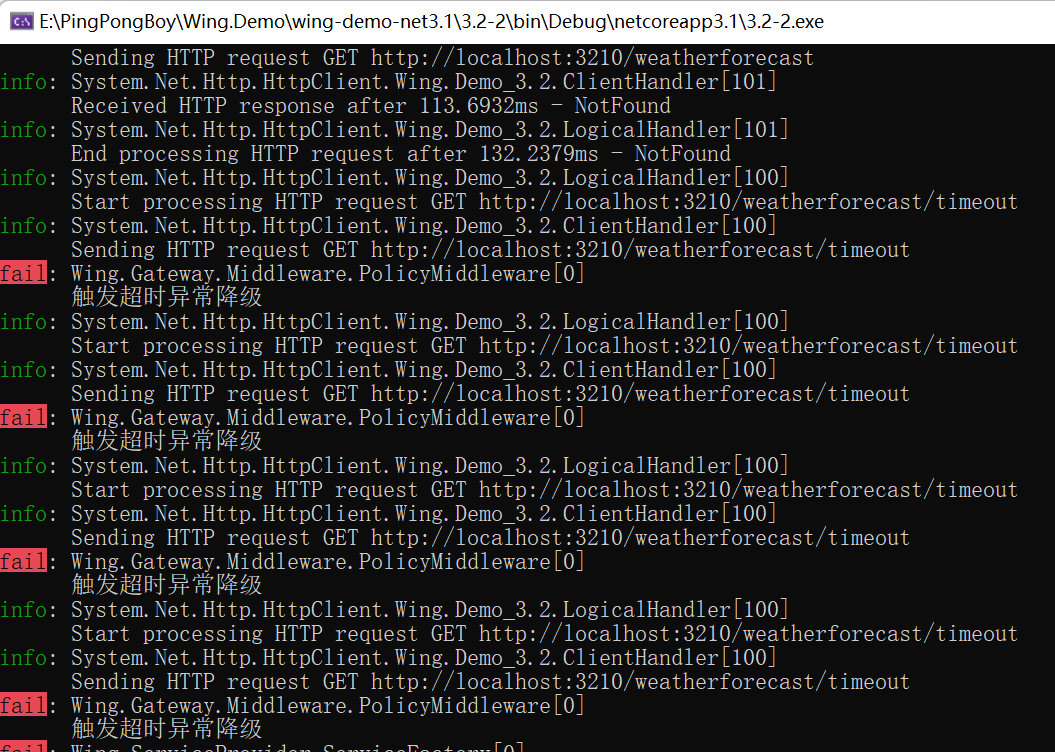 E:\PingPongBoy\Wing.Demo\wing-demo-net3.1\3.2-2\bin\Debug\netcoreapp3.1\3.2-2.exe
Sending HTTP request GET http://localhost:3210/weatherforecast
info: System.Net.Http.HttpClient.Wing.Demo_3.2.ClientHandler[101]
Received HTTP response after 113.6932ms - NotFound
info: System.Net.Http.HttpClient.Wing.Demo_3.2.LogicalHandler[101]
End processing HTTP request after 132.2379ms - NotFound
info: System.Net.Http.HttpClient.Wing.Demo_3.2.LogicalHandler[100]
Start processing HTTP request GET http://localhost:3210/weatherforecast/timeout
info: System.Net.Http.HttpClient.Wing.Demo_3.2.ClientHandler[100]
Sending HTTP request GET http://localhost:3210/weatherforecast/timeout
fail: Wing.Gateway.Middleware.PolicyMiddleware[0]
触发超时异常降级
info: System.Net.Http.HttpClient.Wing.Demo_3.2.LogicalHandler[100]
Start processing HTTP request GET http://localhost:3210/weatherforecast/timeout
info: System.Net.Http.HttpClient.Wing.Demo_3.2.ClientHandler[100]
Sending HTTP request GET http://localhost:3210/weatherforecast/timeout
fail: Wing.Gateway.Middleware.PolicyMiddleware[0]
触发超时异常降级
info: System.Net.Http.HttpClient.Wing.Demo_3.2.LogicalHandler[100]
Start processing HTTP request GET http://localhost:3210/weatherforecast/timeout
info: System.Net.Http.HttpClient.Wing.Demo_3.2.ClientHandler[100]
Sending HTTP request GET http://localhost:3210/weatherforecast/timeout
fail: Wing.Gateway.Middleware.PolicyMiddleware[0]
触发超时异常降级
info: System.Net.Http.HttpClient.Wing.Demo_3.2.LogicalHandler[100]
Start processing HTTP request GET http://localhost:3210/weatherforecast/timeout
info: System.Net.Http.HttpClient.Wing.Demo_3.2.ClientHandler[100]
Sending HTTP request GET http://localhost:3210/weatherforecast/timeout
fail: Wing.Gateway.Middleware.PolicyMiddleware[0]
触发超时异常降级
fail: Wing.ServiceProvider.ServiceFactory[0]